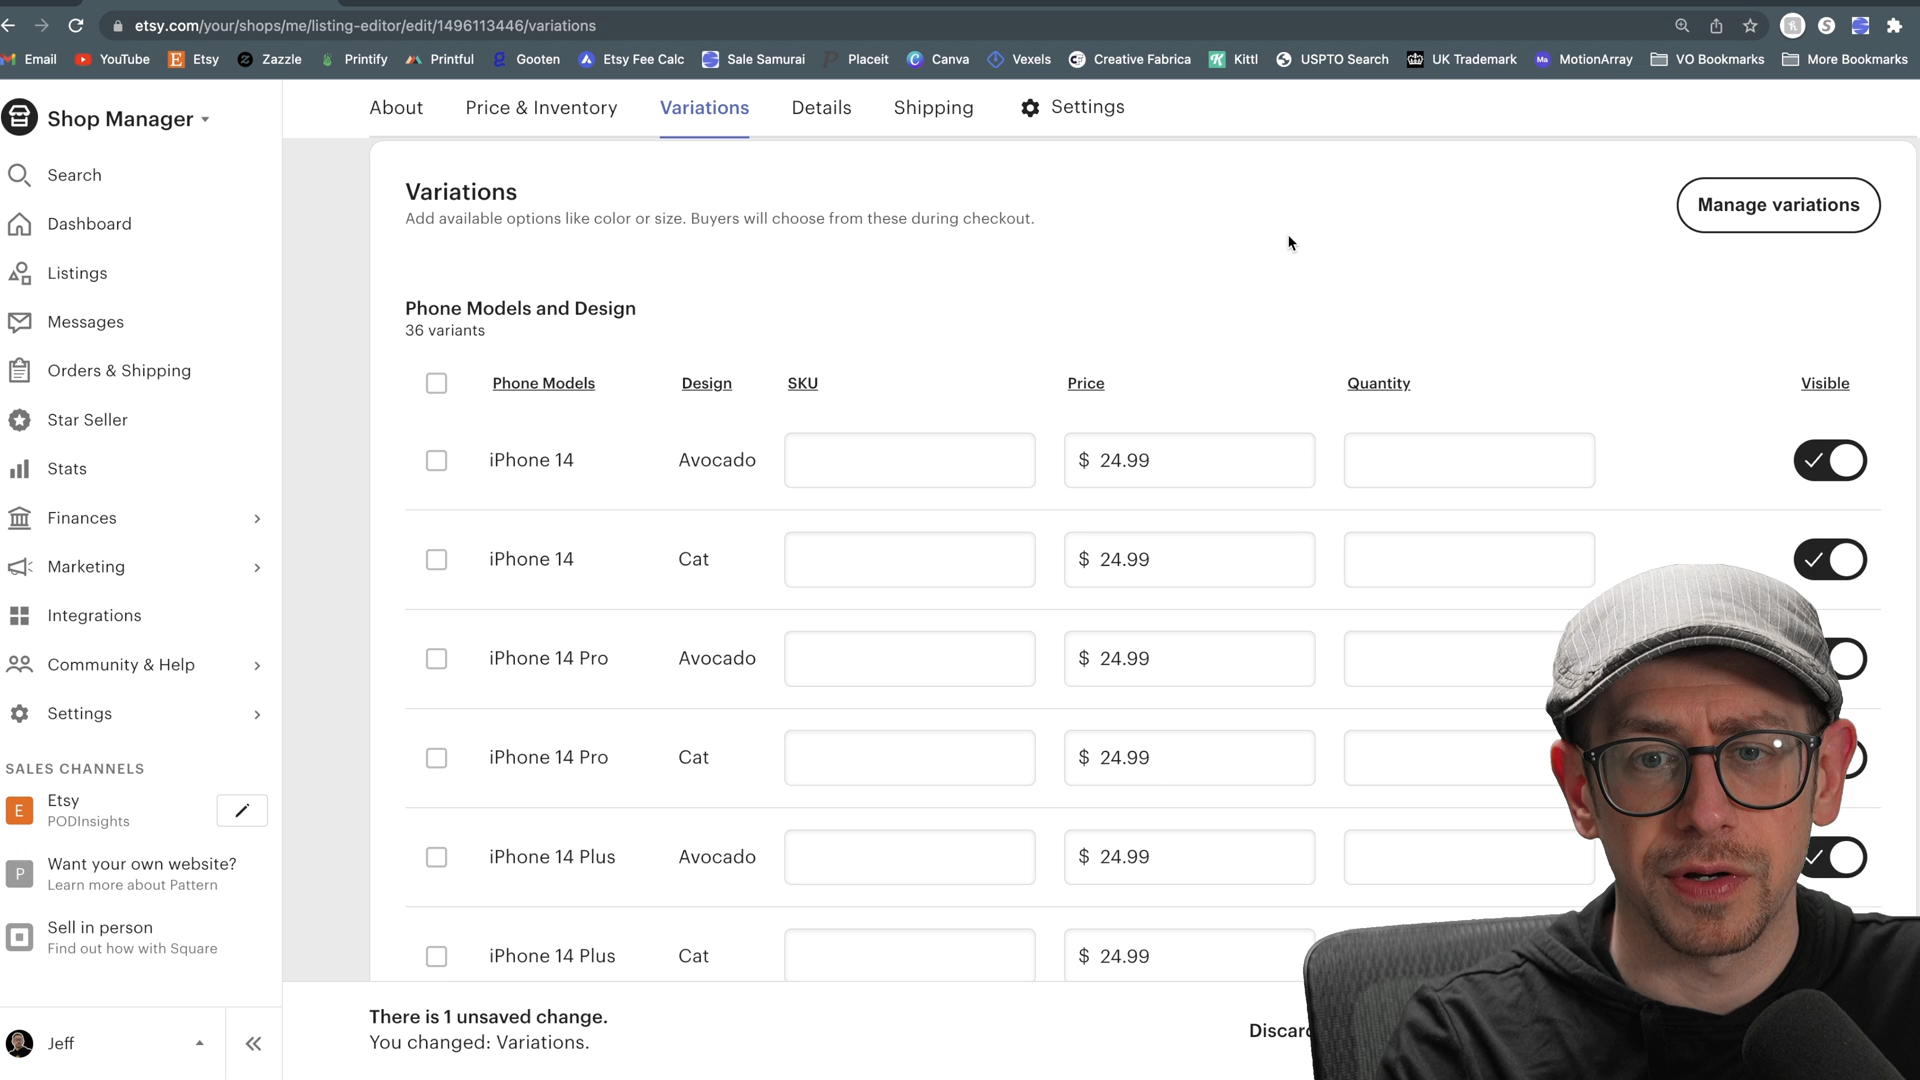 etsy.com/your/shops/me/listing-editor/edit/1496113446/variations
Email YouTube Etsy Zazzle Printify Printful Gooten Etsy Fee Calc Sale Samurai Placeit Canva Vexels Creative Fabrica Kittl USPTO Search UK Trademark MotionArray VO Bookmarks More Bookmarks
Shop Manager
Search
Dashboard
Listings
Messages
Orders & Shipping
Star Seller
Stats
Finances
Marketing
Integrations
Community & Help
Settings
SALES CHANNELS
E
Etsy
PODInsights
P
Want your own website?
Learn more about Pattern
Sell in person
Find out how with Square
Jeff
About Price & Inventory Variations Details Shipping Settings
Variations
Add available options like color or size. Buyers will choose from these during checkout.
Manage variations
Phone Models and Design
36 variants
Phone Models Design SKU Price Quantity Visible
iPhone 14 Avocado $ 24.99
iPhone 14 Cat $ 24.99
iPhone 14 Pro Avocado $ 24.99
iPhone 14 Pro Cat $ 24.99
iPhone 14 Plus Avocado $ 24.99
iPhone 14 Plus Cat $ 24.99
There is 1 unsaved change.
You changed: Variations.